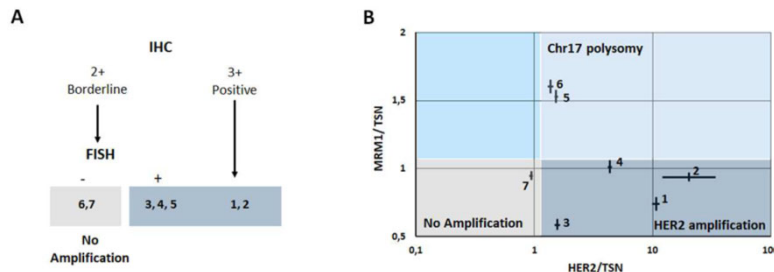 A
IHC
2+ 3+
Borderline Positive
FISH
- +
6,7 3,4,5 1,2
No
Amplification
B
2
1,5
1
0,5
MRM1/TSN
Chr17 polysomy
6
5
4
2
7
1
3
No Amplification HER2 amplification
0,1 1 10
HER2/TSN